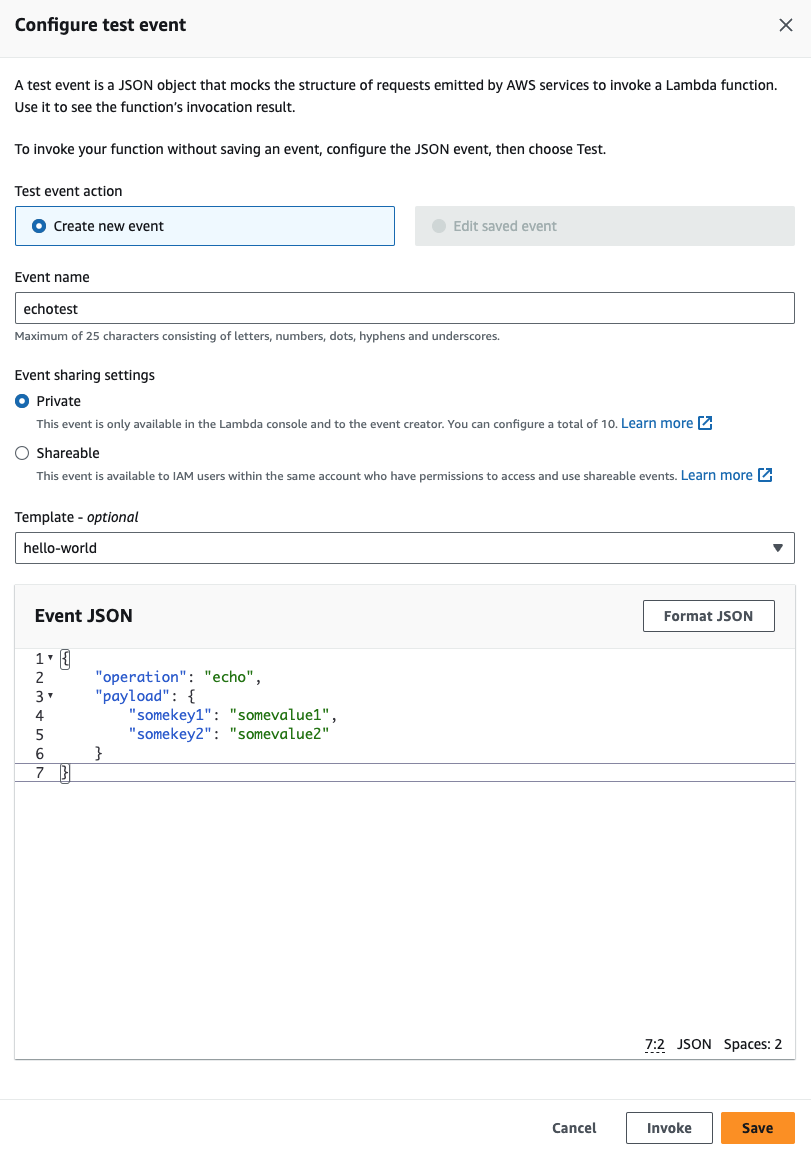 Configure test event
A test event is a JSON object that mocks the structure of requests emitted by AWS services to invoke a Lambda function.
Use it to see the function's invocation result.
To invoke your function without saving an event, configure the JSON event, then choose Test.
Test event action
Create new event
Edit saved event
Event name
echotest
Maximum of 25 characters consisting of letters, numbers, dots, hyphens and underscores.
Event sharing settings
Private
This event is only available in the Lambda console and to the event creator. You can configure a total of 10. Learn more
Shareable
This event is available to IAM users within the same account who have permissions to access and use shareable events. Learn more
Template - optional
hello-world
Event JSON
Format JSON
1 {
2     "operation": "echo",
3     "payload": {
4         "somekey1": "somevalue1",
5         "somekey2": "somevalue2"
6     }
7 }
7:2 JSON Spaces: 2
Cancel
Invoke
Save